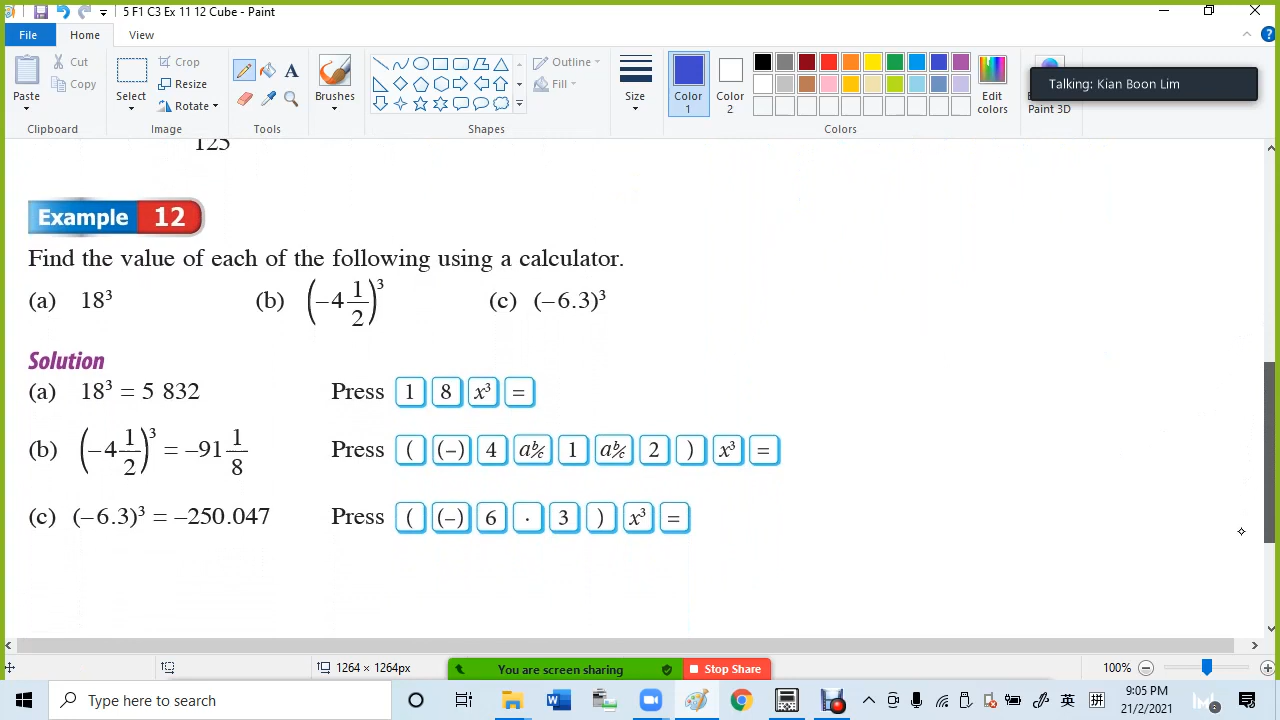 5 F1 C3 Ex 11 12 Cube - Paint
File Home View
Paste Cut Copy Select Crop Resize Rotate Brushes Outline Fill Size Color 1 Color 2 Edit colors Paint 3D
Talking: Kian Boon Lim
Clipboard Image Tools Shapes Colors
125
Example 12
Find the value of each of the following using a calculator.
(a) 18³ (b) (−4 1/2)³ (c) (−6.3)³
Solution
(a) 18³ = 5 832 Press 1 8 x³ =
(b) (−4 1/2)³ = −91 1/8 Press ( (−) 4 a b/c 1 a b/c 2 ) x³ =
(c) (−6.3)³ = −250.047 Press ( (−) 6 · 3 ) x³ =
1264 × 1264px You are screen sharing Stop Share 100%
Type here to search
英 拼 9:05 PM
21/2/2021
2